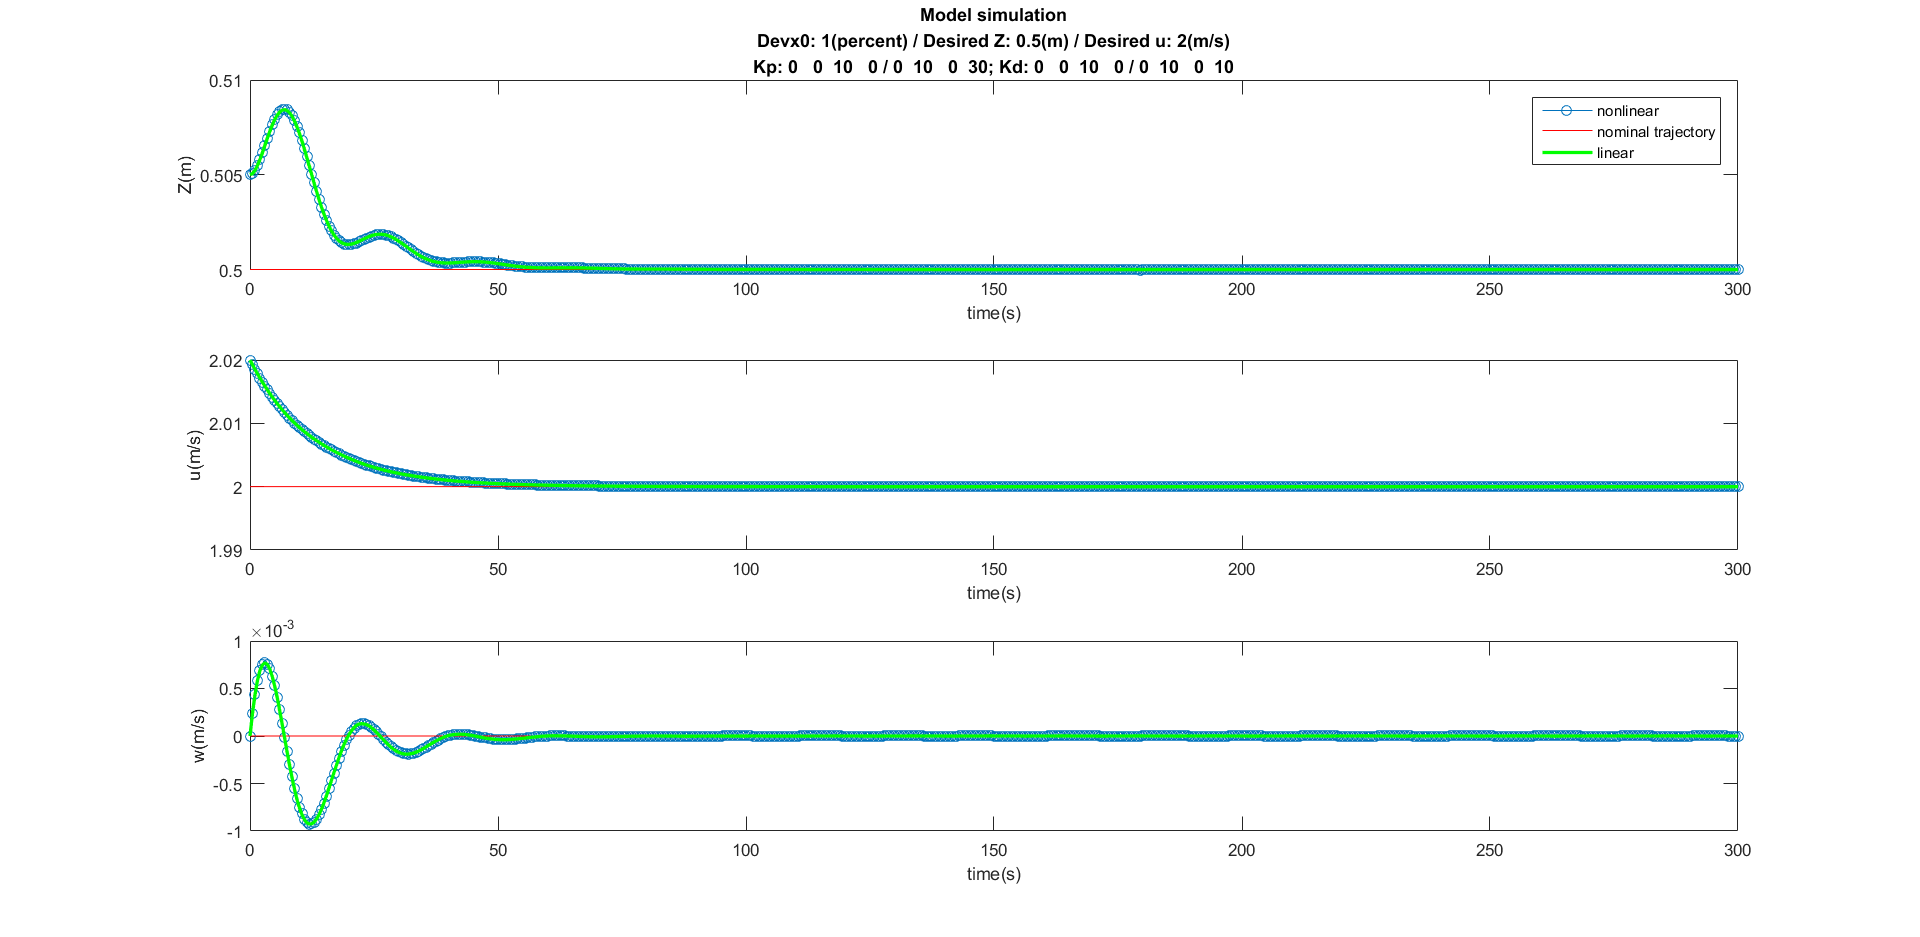 Model simulation
Devx0: 1(percent) / Desired Z: 0.5(m) / Desired u: 2(m/s)
Kp: 0 0 10 0 / 0 10 0 30; Kd: 0 0 10 0 / 0 10 0 10
0.51
0.505
0.5
Z(m)
nonlinear
nominal trajectory
linear
0 50 100 150 200 250 300
time(s)
2.02
2.01
2
1.99
u(m/s)
0 50 100 150 200 250 300
time(s)
×10-3
1
0.5
0
-0.5
-1
w(m/s)
0 50 100 150 200 250 300
time(s)